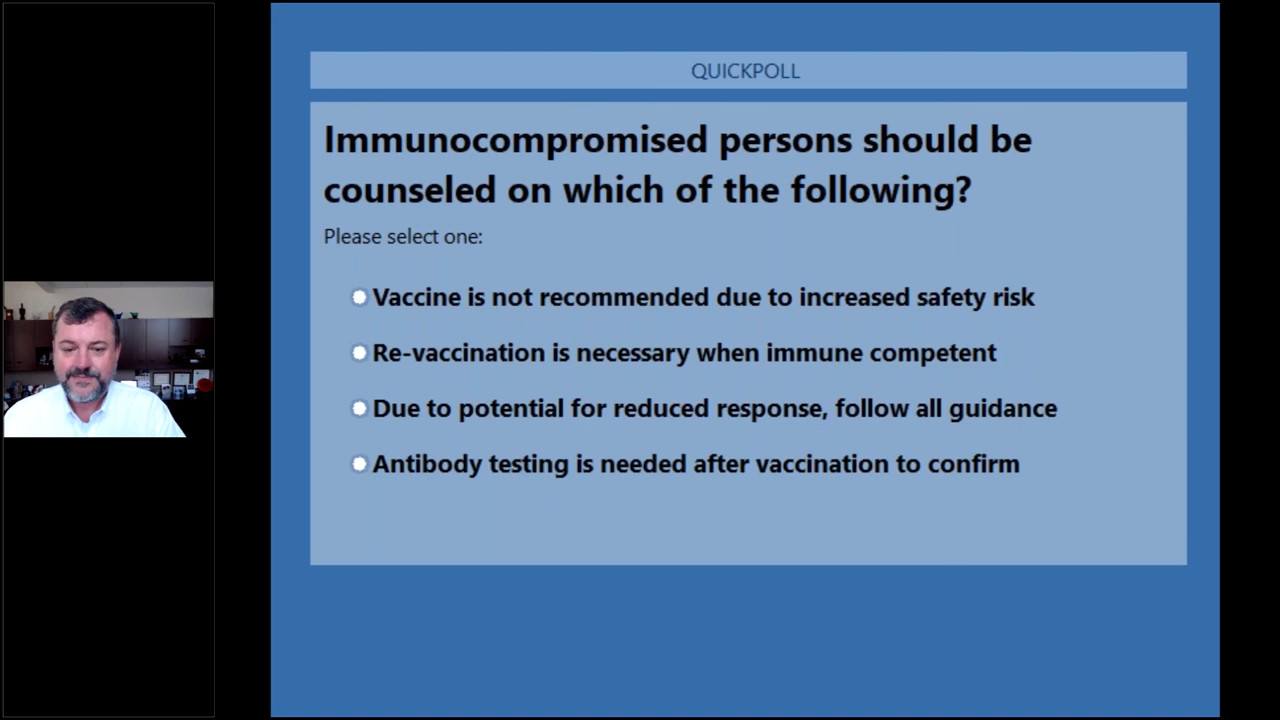 QUICKPOLL
Immunocompromised persons should be
counseled on which of the following?
Please select one:
Vaccine is not recommended due to increased safety risk
Re-vaccination is necessary when immune competent
Due to potential for reduced response, follow all guidance
Antibody testing is needed after vaccination to confirm